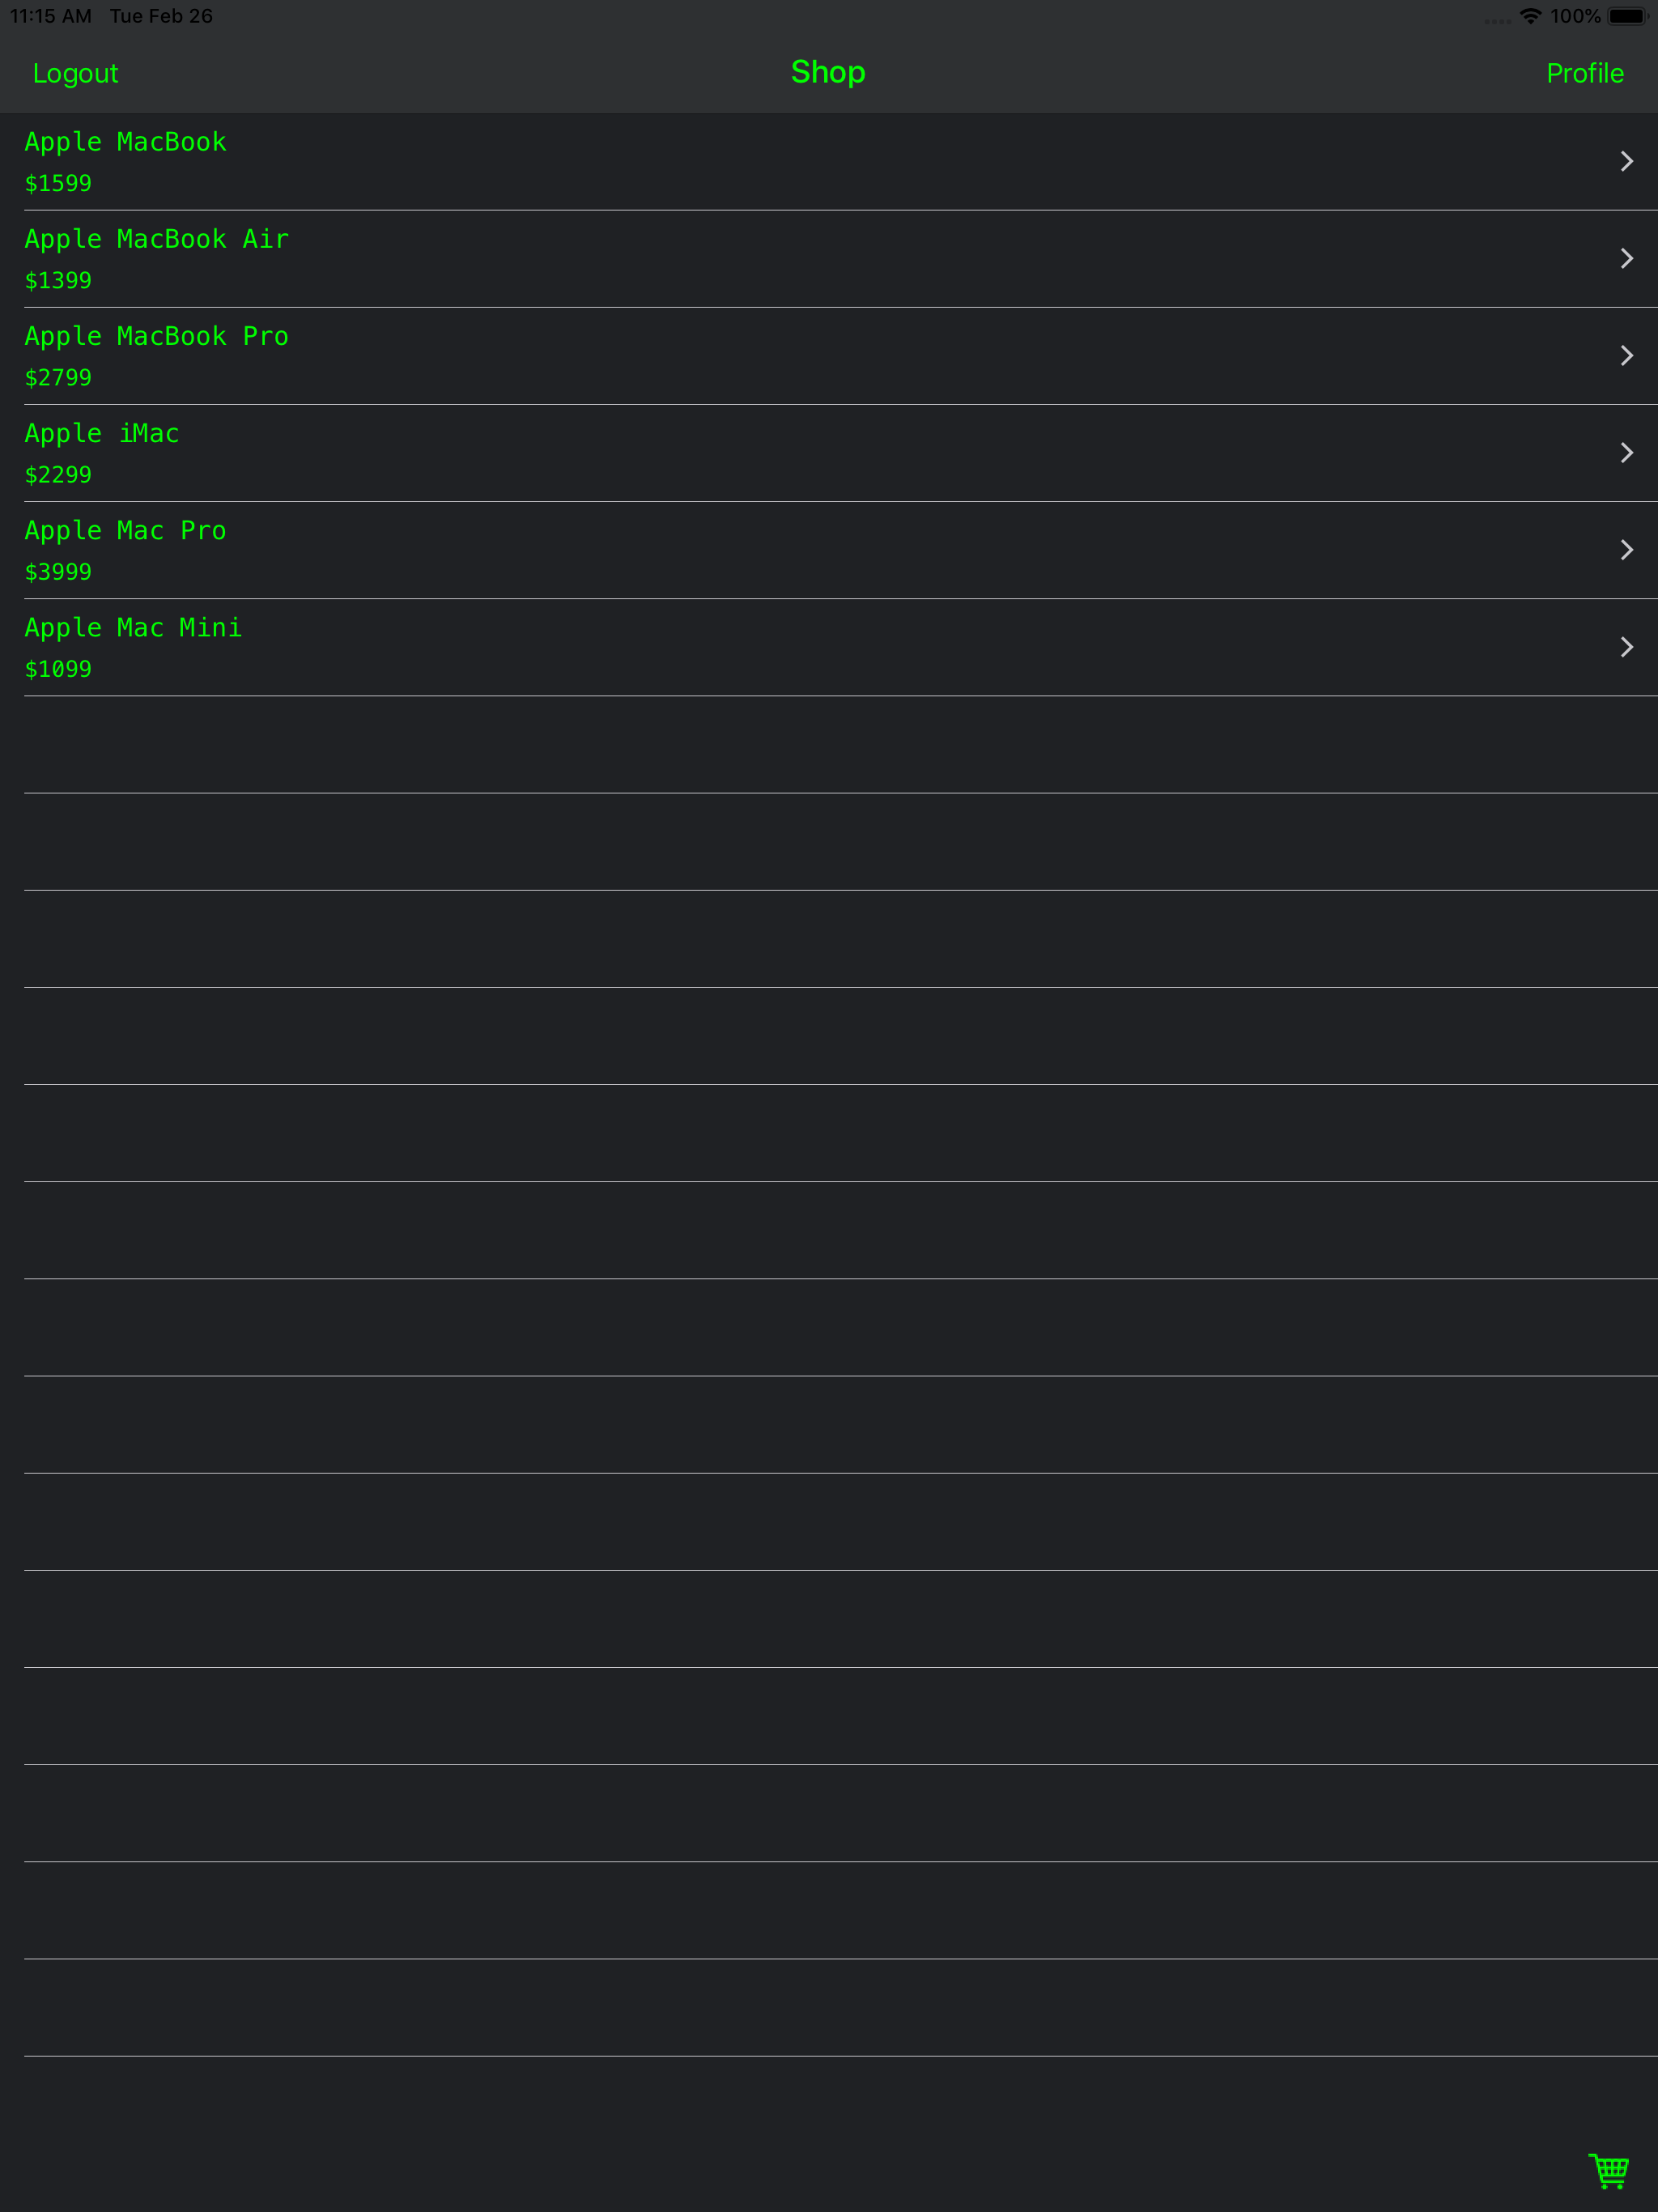 11:15 AM Tue Feb 26 100%
Logout Shop Profile
Apple MacBook
$1599
Apple MacBook Air
$1399
Apple MacBook Pro
$2799
Apple iMac
$2299
Apple Mac Pro
$3999
Apple Mac Mini
$1099